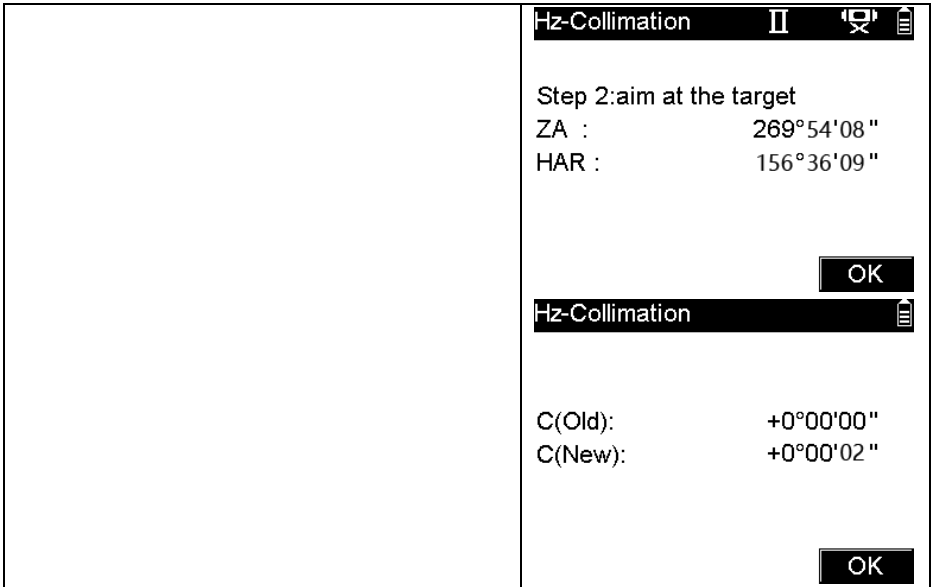 Hz-Collimation II
Step 2:aim at the target
ZA : 269°54'08"
HAR : 156°36'09"
OK
Hz-Collimation
C(Old): +0°00'00"
C(New): +0°00'02"
OK